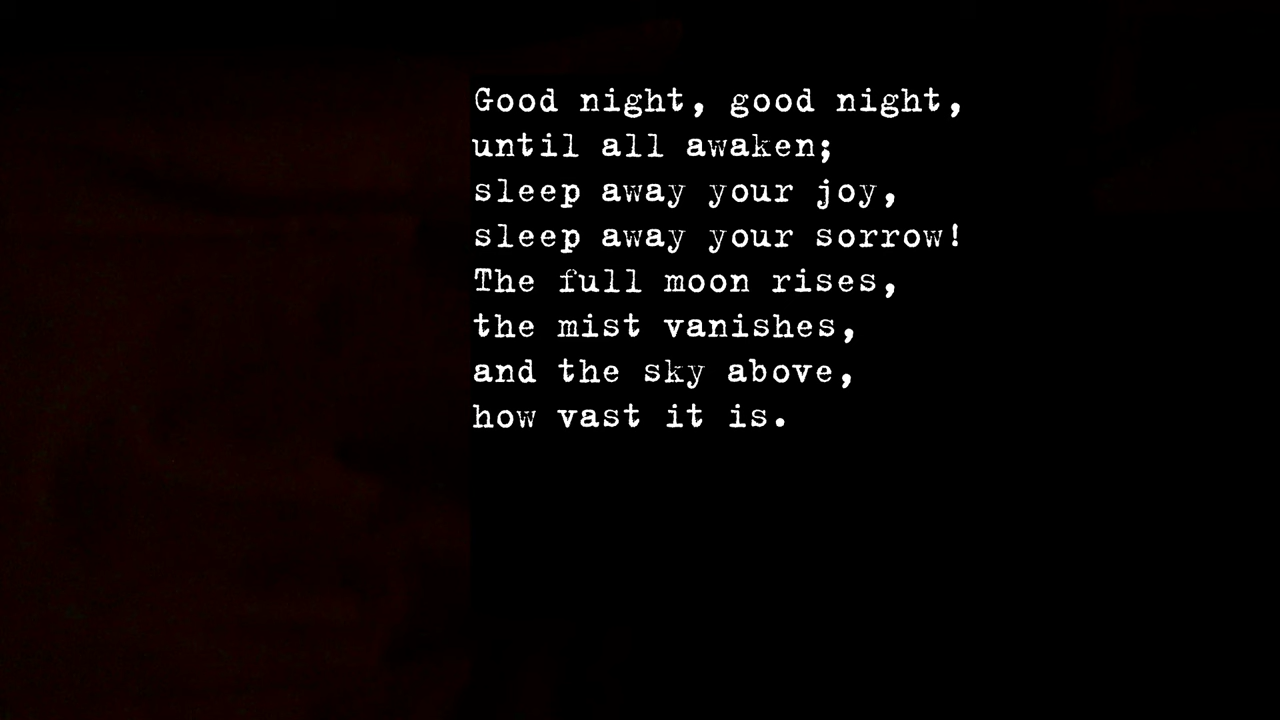 Good night, good night,
until all awaken;
sleep away your joy,
sleep away your sorrow!
The full moon rises,
the mist vanishes,
and the sky above,
how vast it is.